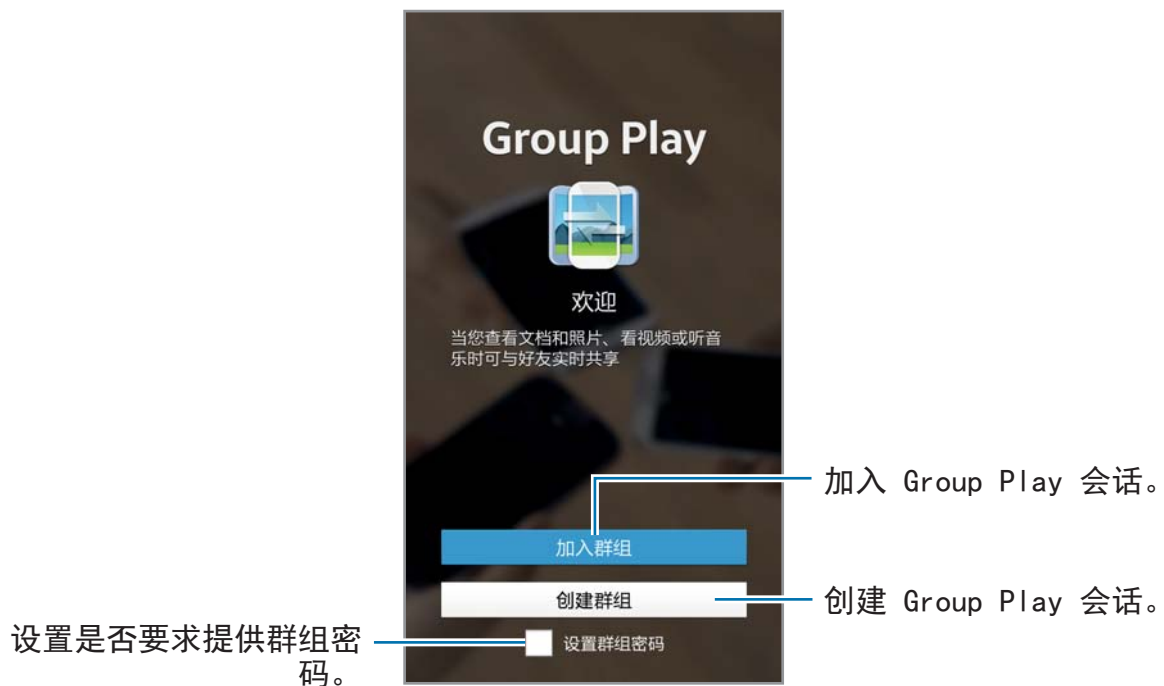 Group Play
欢迎
当您查看文档和照片、看视频或听音
乐时可与好友实时共享
加入 Group Play 会话。
加入群组
创建群组
创建 Group Play 会话。
设置是否要求提供群组密
码。
设置群组密码